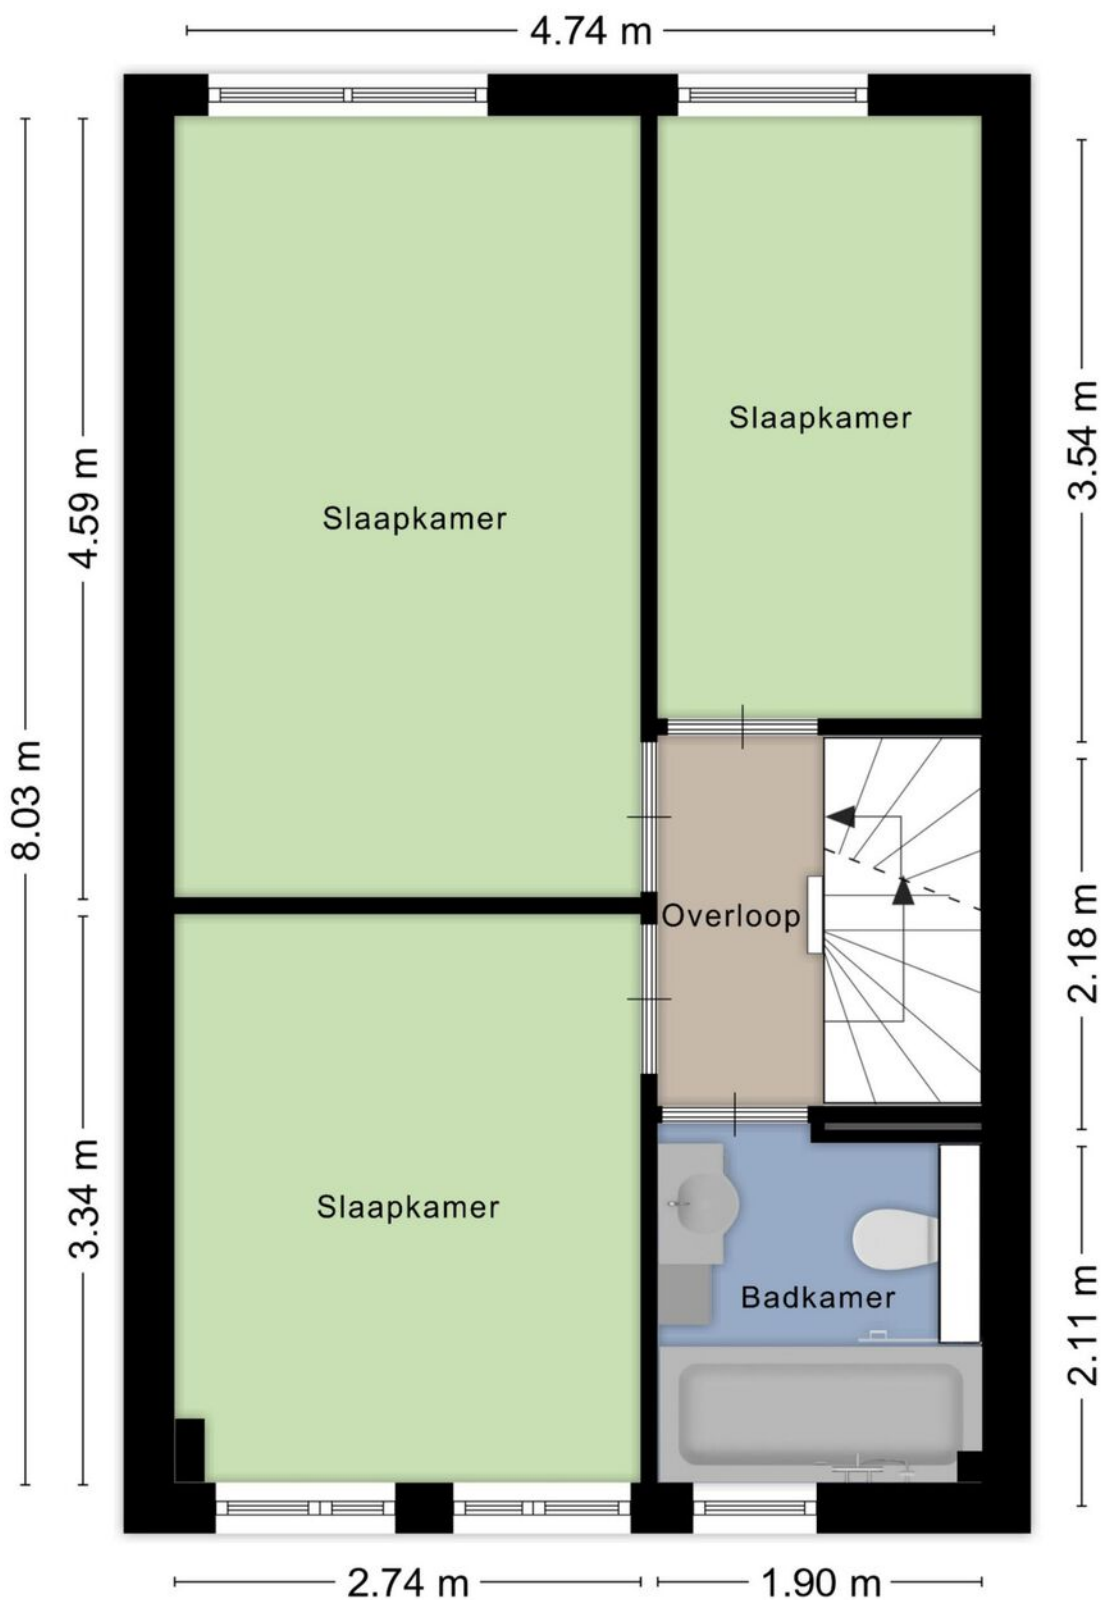 4.74 m
Slaapkamer
3.54 m
4.59 m
Slaapkamer
8.03 m
Overloop
2.18 m
3.34 m
Slaapkamer
Badkamer
2.11 m
2.74 m
1.90 m